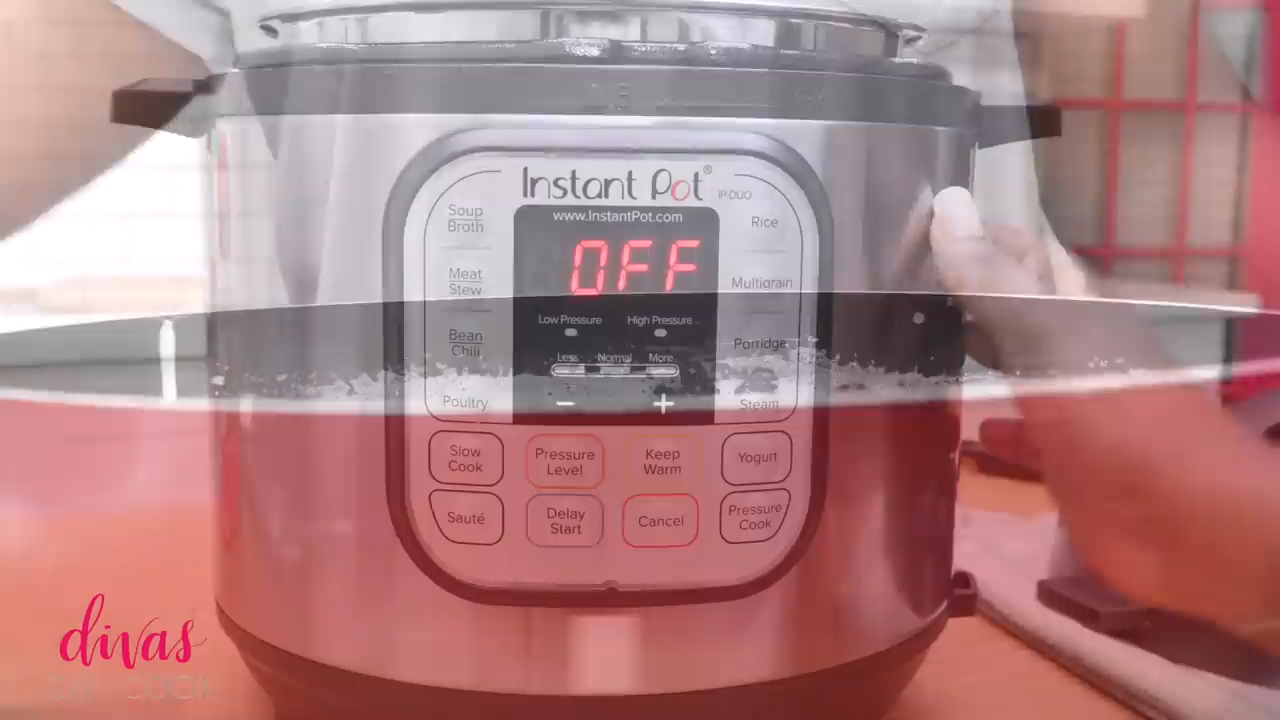 Instant Pot®
IP-DUO
www.InstantPot.com
OFF
Low Pressure
High Pressure
Less
Normal
More
−
+
Soup
Broth
Meat
Stew
Bean
Chili
Poultry
Rice
Multigrain
Porridge
Steam
Slow
Cook
Pressure
Level
Keep
Warm
Yogurt
Sauté
Delay
Start
Cancel
Pressure
Cook
divas
CAN COOK